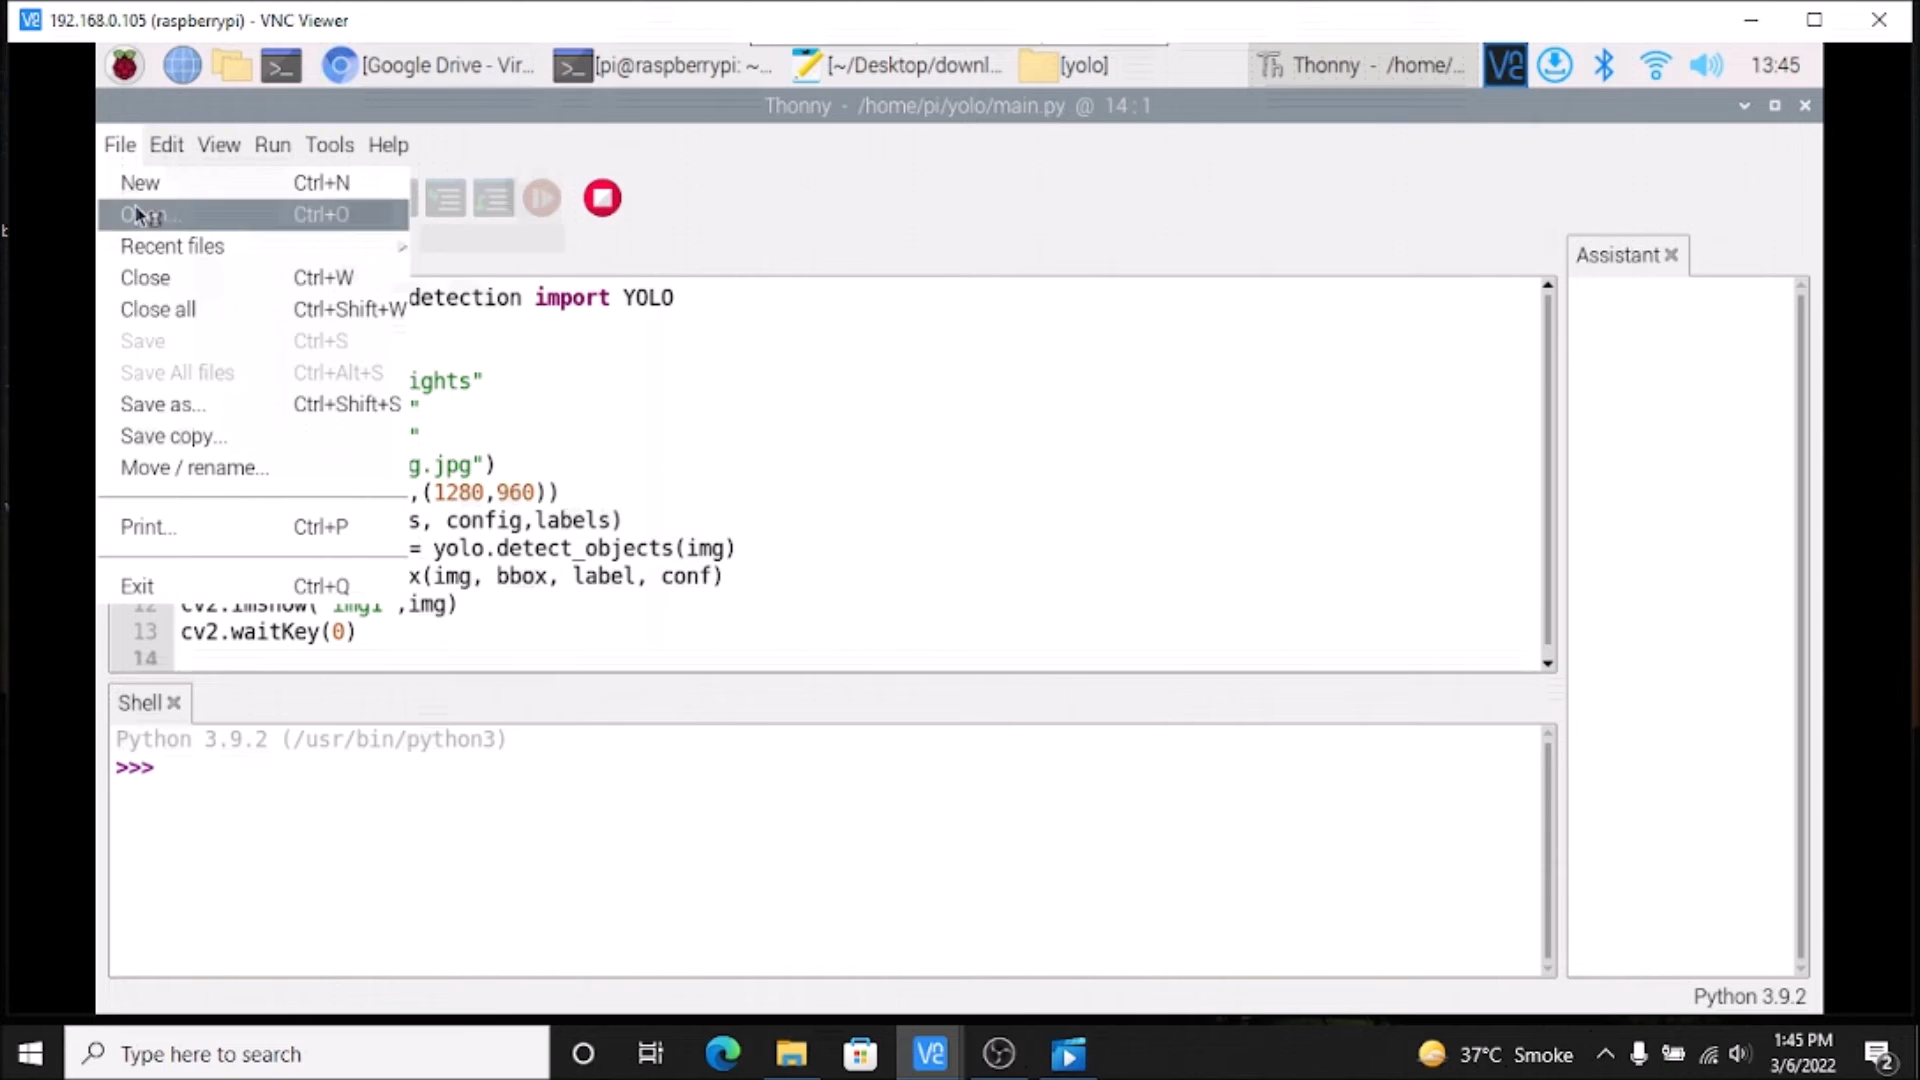 192.168.0.105 (raspberrypi) - VNC Viewer
[Google Drive - Vir... [pi@raspberrypi: ~... [~/Desktop/downl... [yolo] Thonny - /home/... 13:45
Thonny - /home/pi/yolo/main.py @ 14:1
File Edit View Run Tools Help
New Ctrl+N
Ctrl+O
Recent files
Close Ctrl+W
Close all Ctrl+Shift+W
Save Ctrl+S
Save All files Ctrl+Alt+S
Save as... Ctrl+Shift+S
Save copy...
Move / rename...
Print... Ctrl+P
Exit Ctrl+Q
Assistant
detection import YOLO
ights"
"
"
g.jpg")
,(1280,960))
s, config,labels)
= yolo.detect_objects(img)
x(img, bbox, label, conf)
12 cv2.imshow("img1",img)
13 cv2.waitKey(0)
14
Shell
Python 3.9.2 (/usr/bin/python3)
>>>
Python 3.9.2
Type here to search
37°C Smoke
1:45 PM
3/6/2022
2